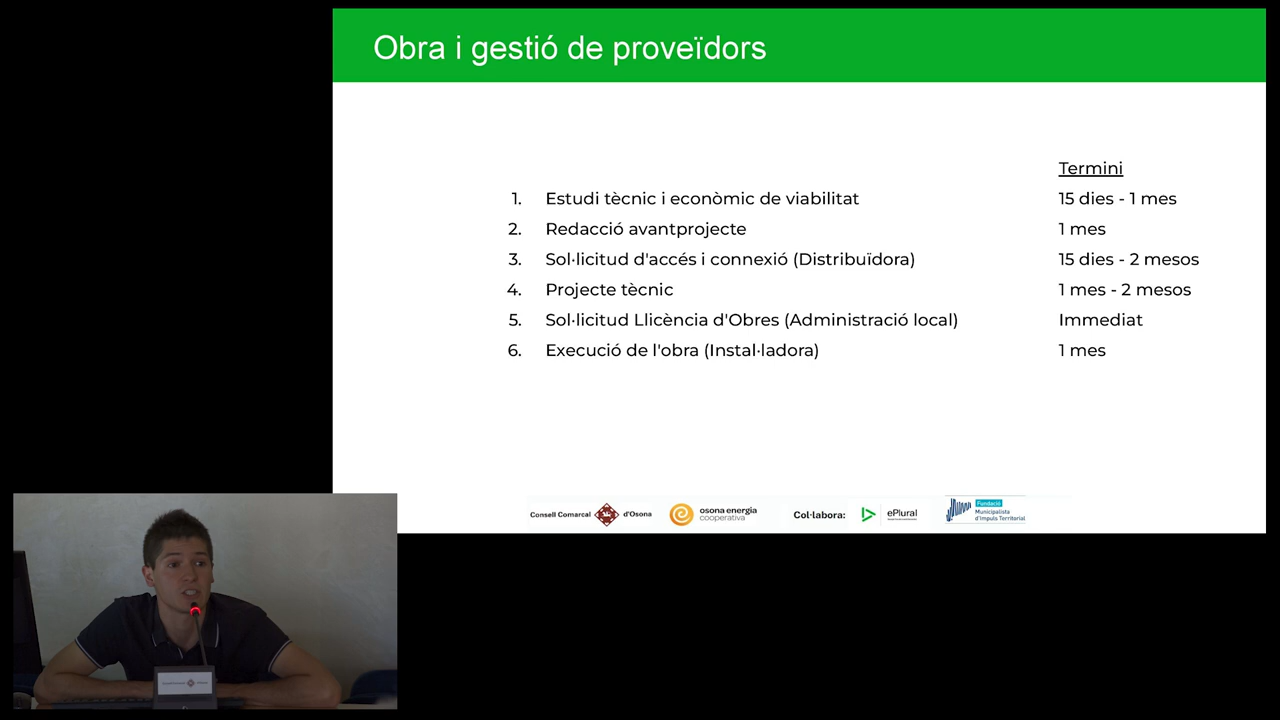 Obra i gestió de proveïdors
Termini
1. Estudi tècnic i econòmic de viabilitat 15 dies - 1 mes
2. Redacció avantprojecte 1 mes
3. Sol·licitud d'accés i connexió (Distribuïdora) 15 dies - 2 mesos
4. Projecte tècnic 1 mes - 2 mesos
5. Sol·licitud Llicència d'Obres (Administració local) Immediat
6. Execució de l'obra (Instal·ladora) 1 mes
Consell Comarcal d'Osona
osona energia
cooperativa
Col·labora:
ePlural
Fundació
Municipalista
d'Impuls Territorial